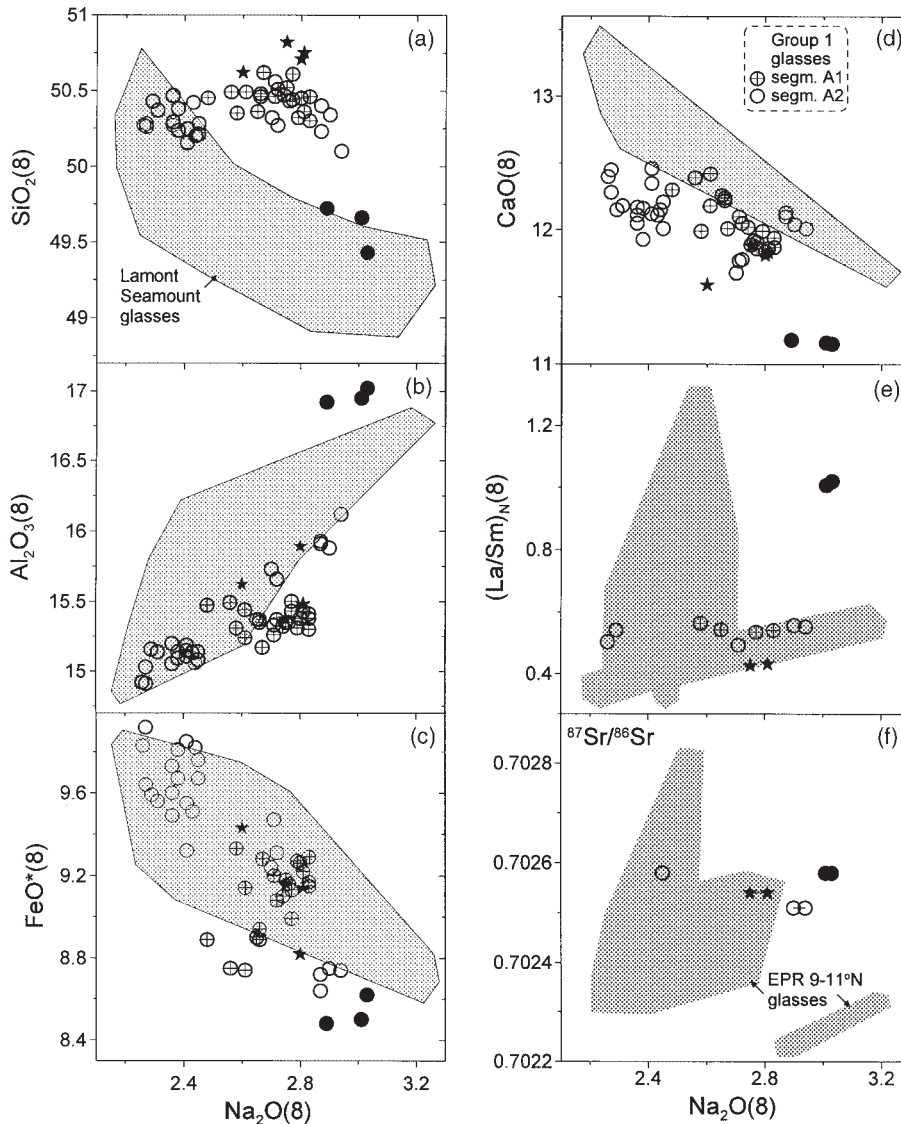 (a)
51
50.5
50
49.5
49
SiO₂(8)
Lamont
Seamount
glasses
(b)
17
16.5
16
15.5
15
Al₂O₃(8)
(c)
9.6
9.2
8.8
8.4
FeO*(8)
2.4 2.8 3.2
Na₂O(8)
(d)
Group 1
glasses
segm. A1
segm. A2
13
12
11
CaO(8)
(e)
1.2
0.8
0.4
(La/Sm)N(8)
(f)
⁸⁷Sr/⁸⁶Sr
0.7028
0.7026
0.7024
0.7022
EPR 9-11°N
glasses
2.4 2.8 3.2
Na₂O(8)